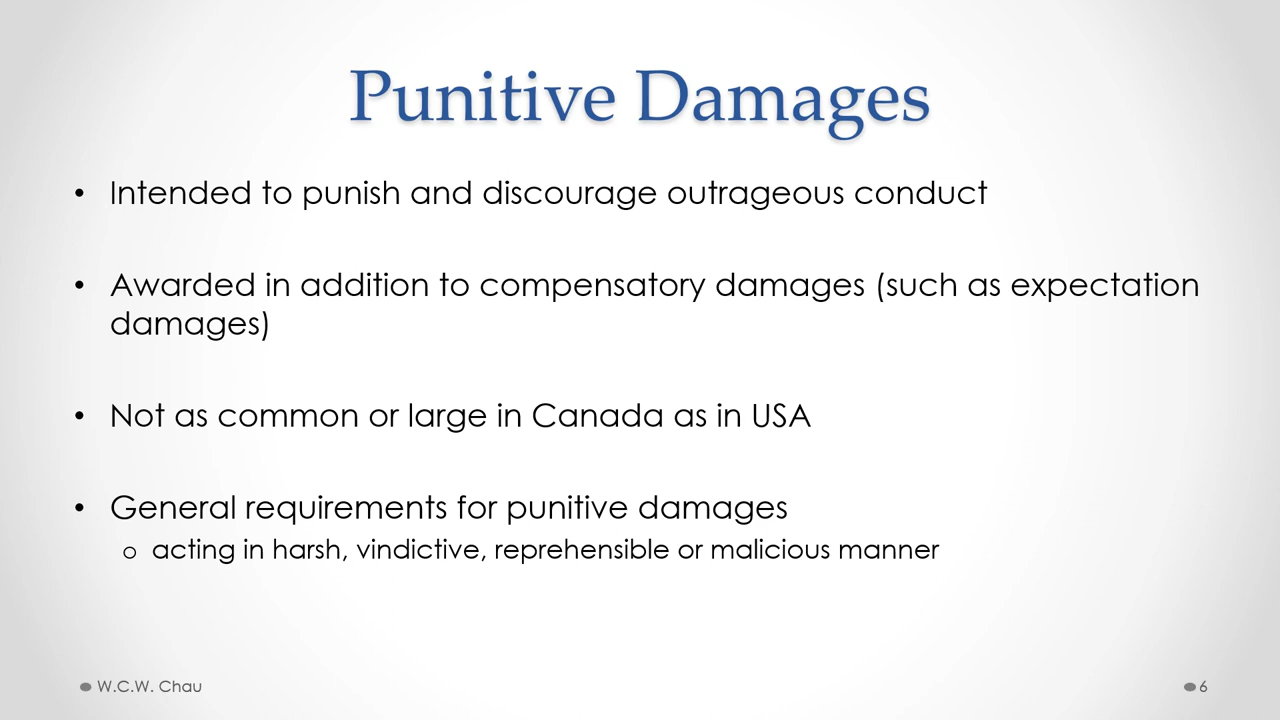 Punitive Damages
• Intended to punish and discourage outrageous conduct
• Awarded in addition to compensatory damages (such as expectation
damages)
• Not as common or large in Canada as in USA
• General requirements for punitive damages
o acting in harsh, vindictive, reprehensible or malicious manner
W.C.W. Chau
6